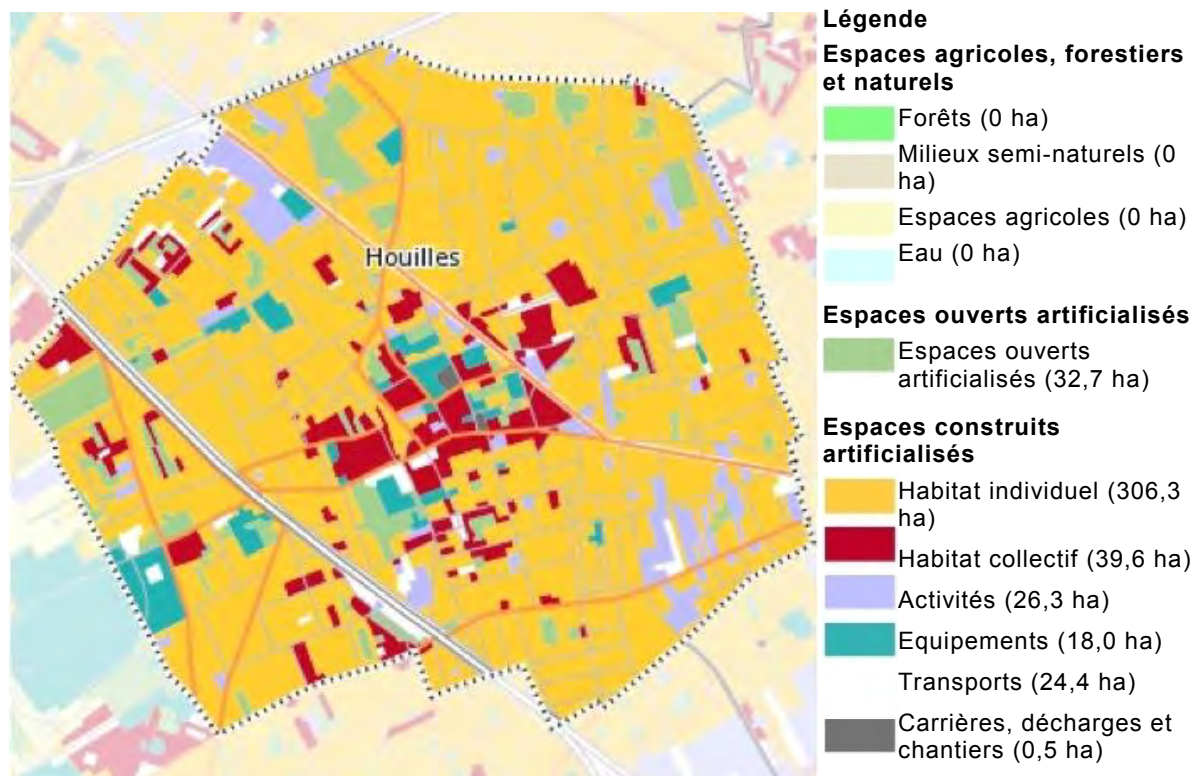 Légende
Espaces agricoles, forestiers
et naturels
Forêts (0 ha)
Milieux semi-naturels (0
ha)
Espaces agricoles (0 ha)
Eau (0 ha)
Espaces ouverts artificialisés
Espaces ouverts
artificialisés (32,7 ha)
Espaces construits
artificialisés
Habitat individuel (306,3
ha)
Habitat collectif (39,6 ha)
Activités (26,3 ha)
Equipements (18,0 ha)
Transports (24,4 ha)
Carrières, décharges et
chantiers (0,5 ha)
Houilles